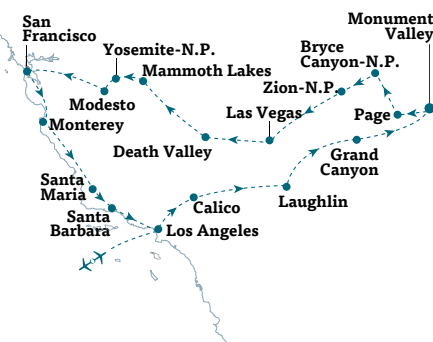 San
Francisco
Monument
Valley
Bryce
Canyon-N.P.
Yosemite-N.P.
Mammoth Lakes
Zion-N.P.
Modesto
Las Vegas
Page
Monterey
Death Valley
Grand
Canyon
Santa
Maria
Calico
Laughlin
Santa
Barbara
Los Angeles